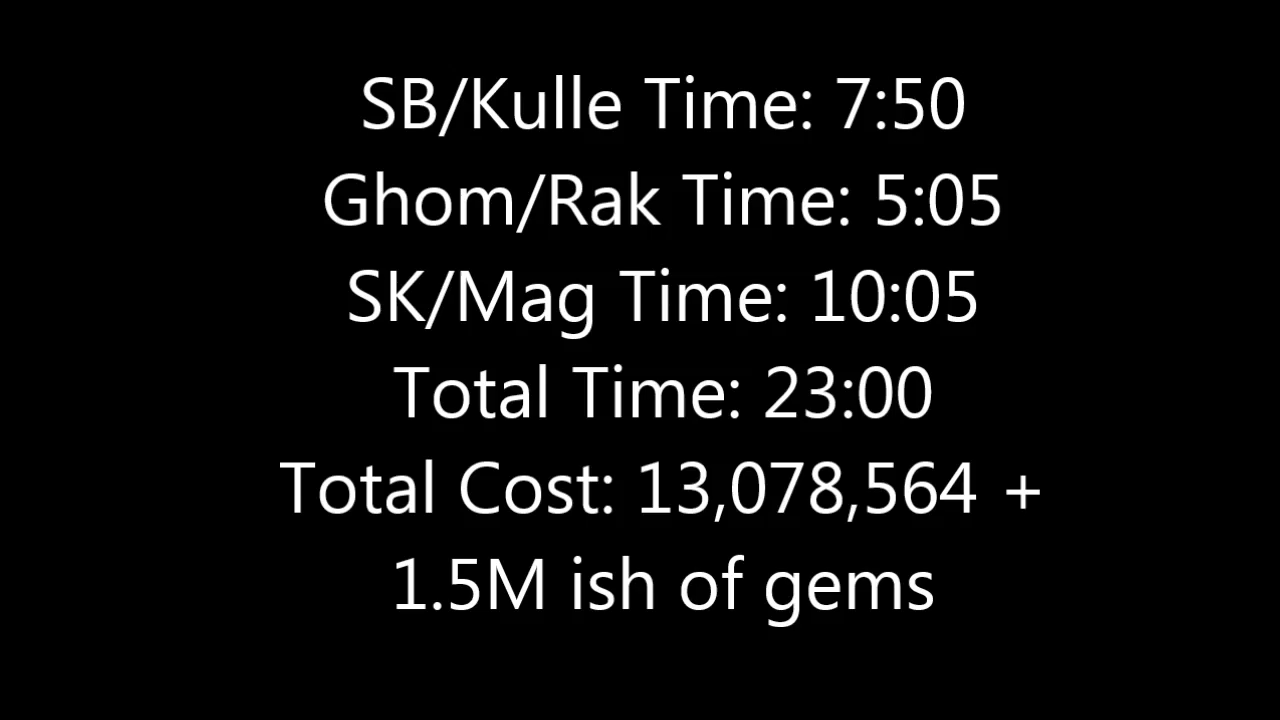 SB/Kulle Time: 7:50
Ghom/Rak Time: 5:05
SK/Mag Time: 10:05
Total Time: 23:00
Total Cost: 13,078,564 +
1.5M ish of gems